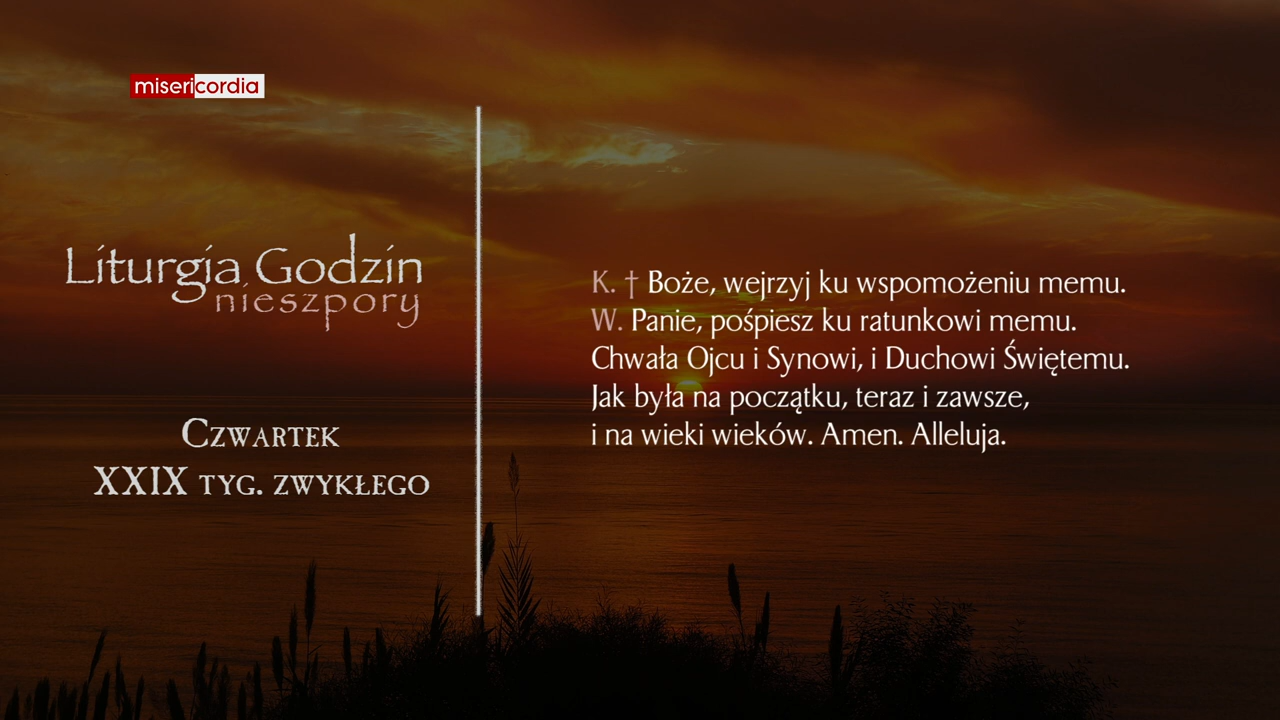 misericordia
Liturgia Godzin
nieszpory
Czwartek
XXIX tyg. zwykłego
K. † Boże, wejrzyj ku wspomożeniu memu.
W. Panie, pośpiesz ku ratunkowi memu.
Chwała Ojcu i Synowi, i Duchowi Świętemu.
Jak była na początku, teraz i zawsze,
i na wieki wieków. Amen. Alleluja.